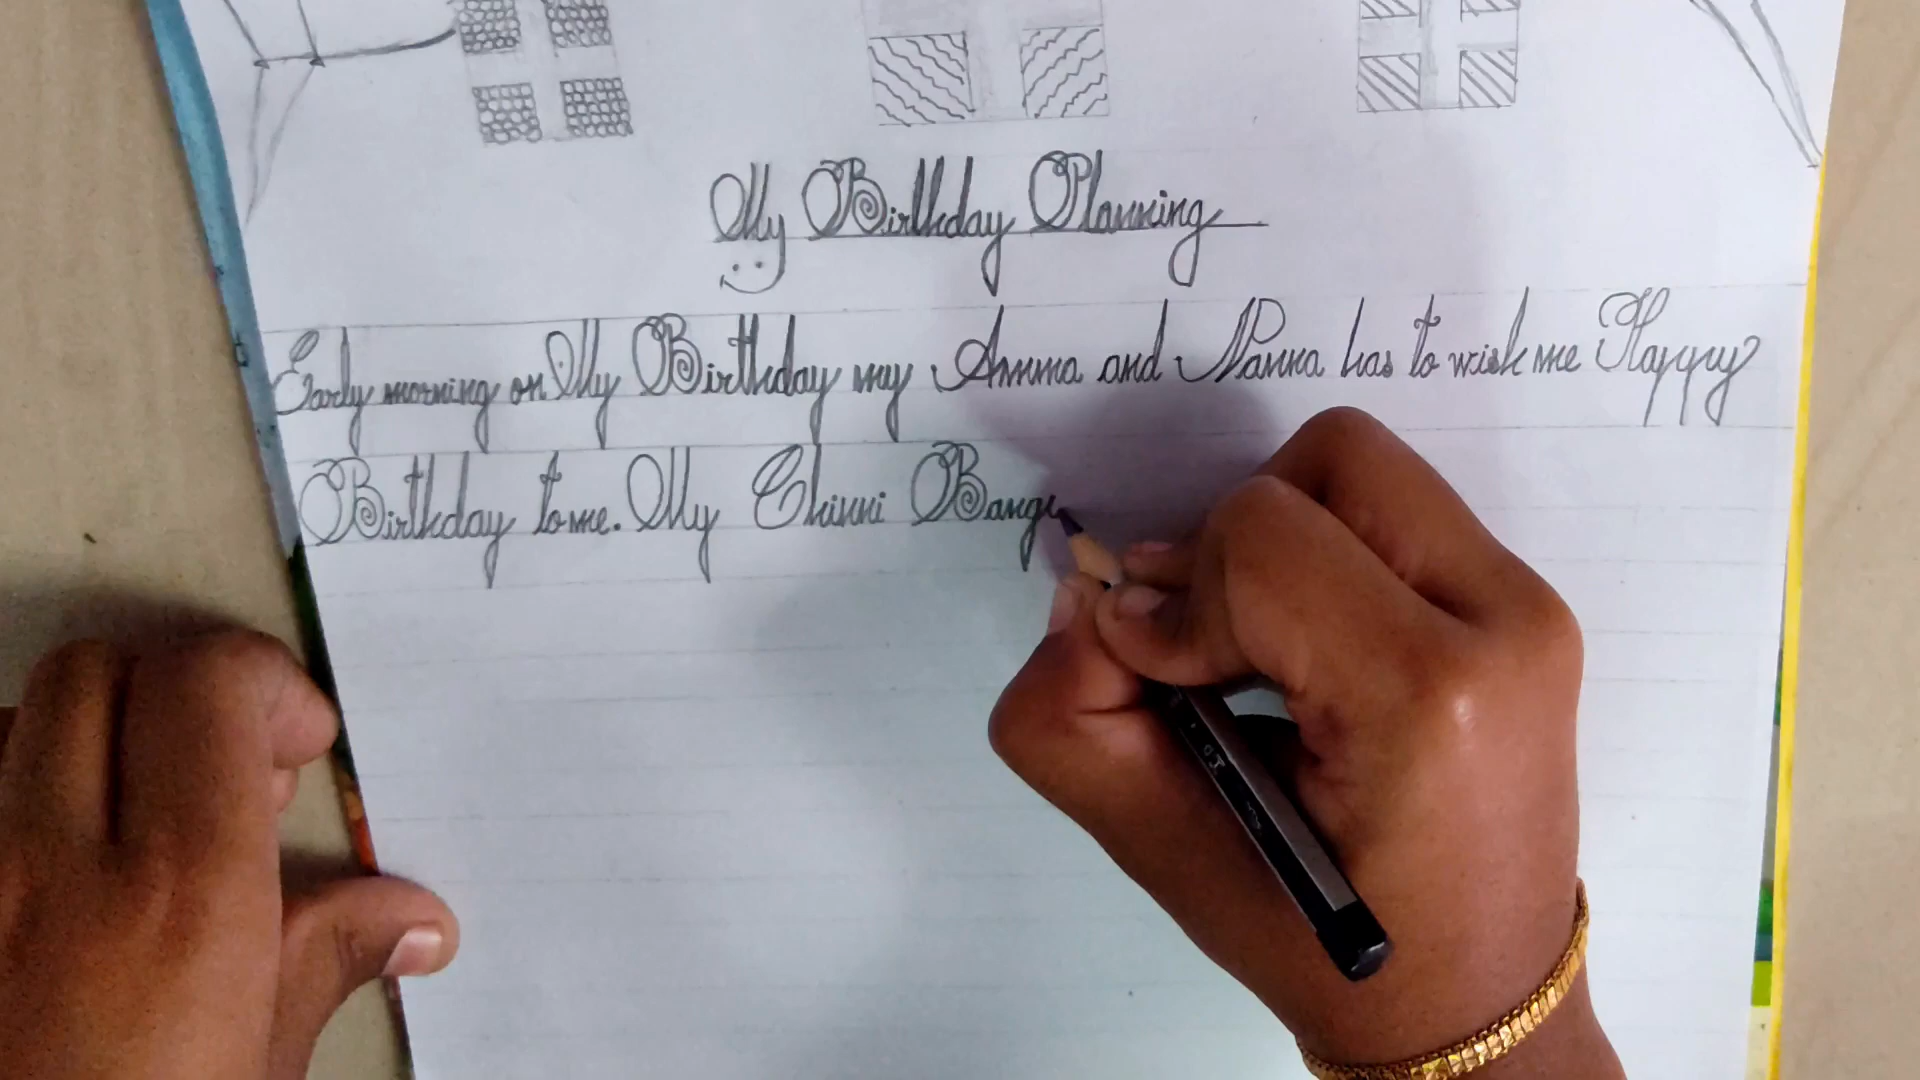 My Birthday Planning
Early morning on My Birthday my Amma and Nanna has to wish me Happy
Birthday to me. My Chinni Bang